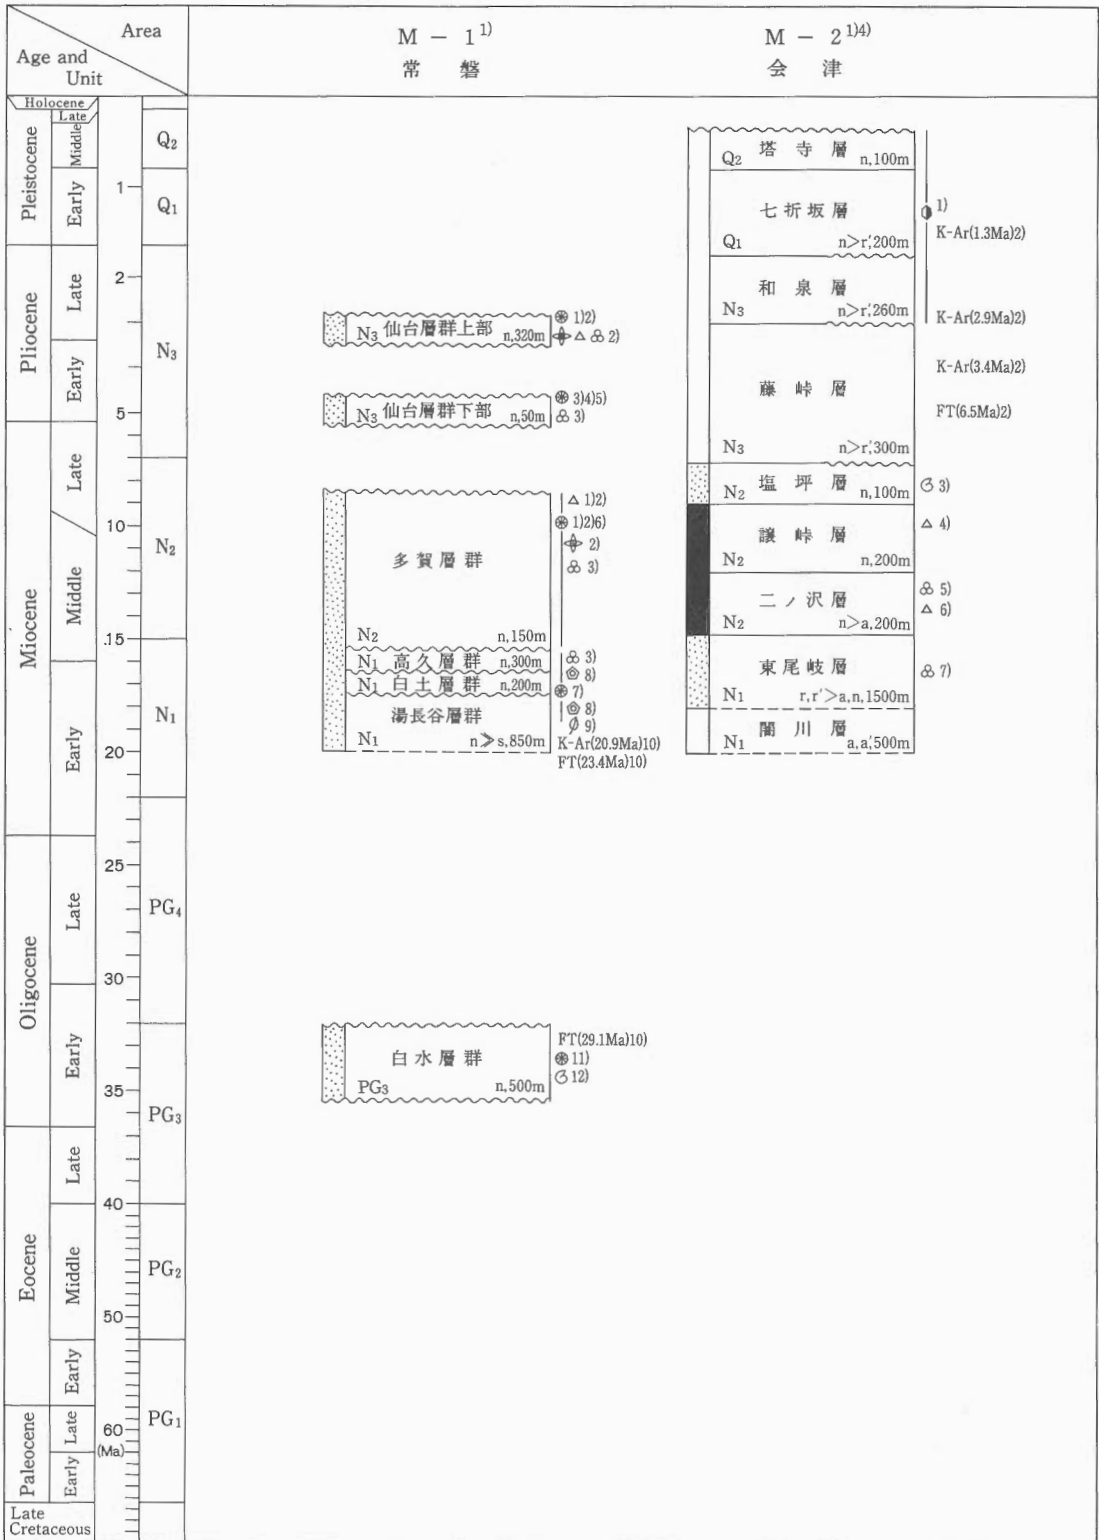 Area
Age and
Unit
M - 1 1)
常 磐
M - 2 1)4)
会 津
Holocene
Late
Pleistocene
Middle
Early
Pliocene
Late
Early
Miocene
Late
Middle
Early
Oligocene
Late
Early
Eocene
Late
Middle
Early
Paleocene
Late
Early
Late
Cretaceous
1
2
5
10
15
20
25
30
35
40
50
60
(Ma)
Q2
Q1
N3
N2
N1
PG4
PG3
PG2
PG1
N3 仙台層群上部 n,320m
1)2)
△ 2)
N3 仙台層群下部 n,50m
3)4)5)
3)
多賀層群
N2 n,150m
△ 1)2)
1)2)6)
2)
3)
N1 高久層群 n,300m
3)
8)
N1 白土層群 n,200m
7)
湯長谷層群
N1 n≫s,850m
8)
9)
K-Ar(20.9Ma)10)
FT(23.4Ma)10)
白水層群
PG3 n,500m
FT(29.1Ma)10)
11)
12)
塔寺層
Q2 n,100m
七折坂層
Q1 n>r',200m
1)
K-Ar(1.3Ma)2)
和泉層
N3 n>r',260m
K-Ar(2.9Ma)2)
藤峠層
N3 n>r',300m
K-Ar(3.4Ma)2)
FT(6.5Ma)2)
塩坪層
N2 n,100m
3)
譲峠層
N2 n,200m
△ 4)
二ノ沢層
N2 n>a,200m
5)
△ 6)
東尾岐層
N1 r,r'>a,n,1500m
7)
闇川層
N1 a,a',500m